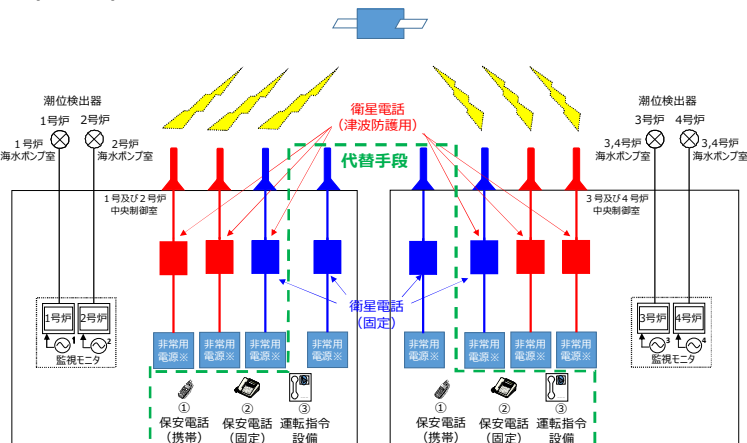 潮位検出器
1号炉 2号炉
1号炉
海水ポンプ室
2号炉
海水ポンプ室
衛星電話
(津波防護用)
代替手段
潮位検出器
3号炉 4号炉
3,4号炉
海水ポンプ室
3,4号炉
海水ポンプ室
1号及び2号炉
中央制御室
3号及び4号炉
中央制御室
衛星電話
(固定)
1号炉 2号炉
1 2
監視モニタ
3号炉 4号炉
3 4
監視モニタ
非常用
電源※
非常用
電源※
非常用
電源※
非常用
電源※
非常用
電源※
非常用
電源※
非常用
電源※
非常用
電源※
①
保安電話
(携帯)
②
保安電話
(固定)
③
運転指令
設備
①
保安電話
(携帯)
②
保安電話
(固定)
③
運転指令
設備